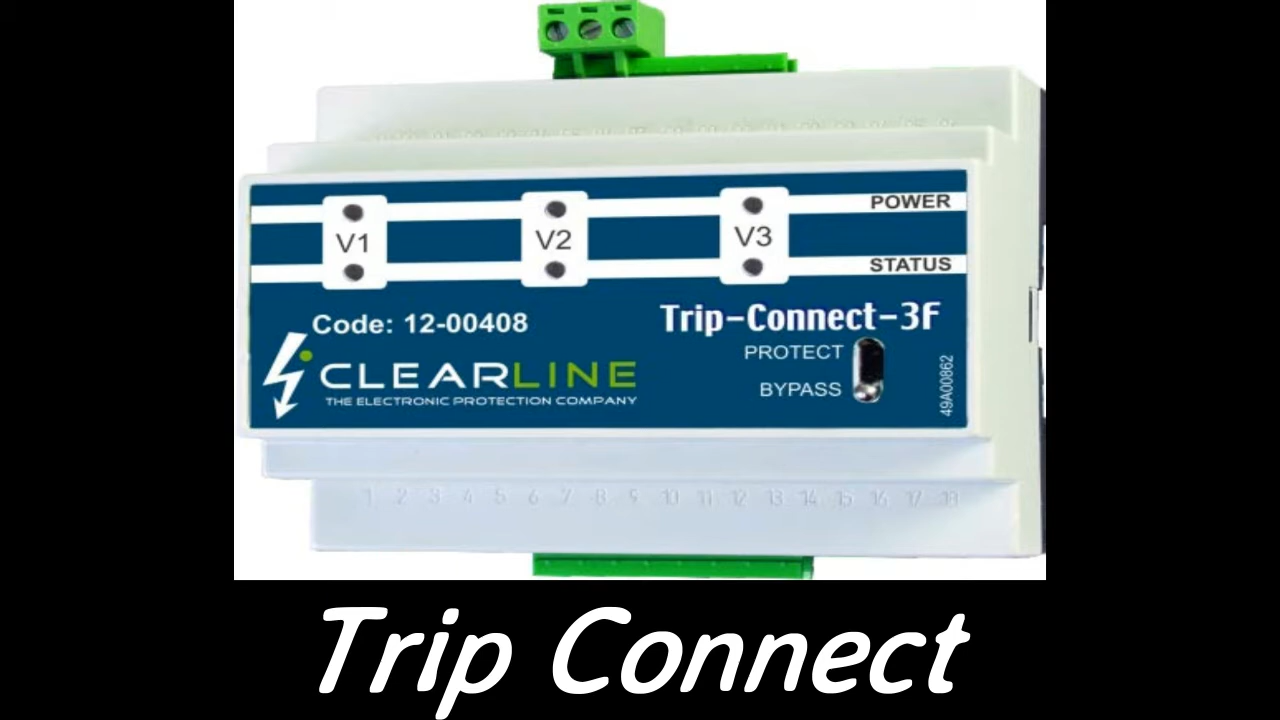 POWER
V1 V2 V3
STATUS
Code: 12-00408
Trip-Connect-3F
PROTECT
BYPASS
49A00862
CLEARLINE
THE ELECTRONIC PROTECTION COMPANY
1 2 3 4 5 6 7 8 9 10 11 12 13 14 15 16 17 18
Trip Connect